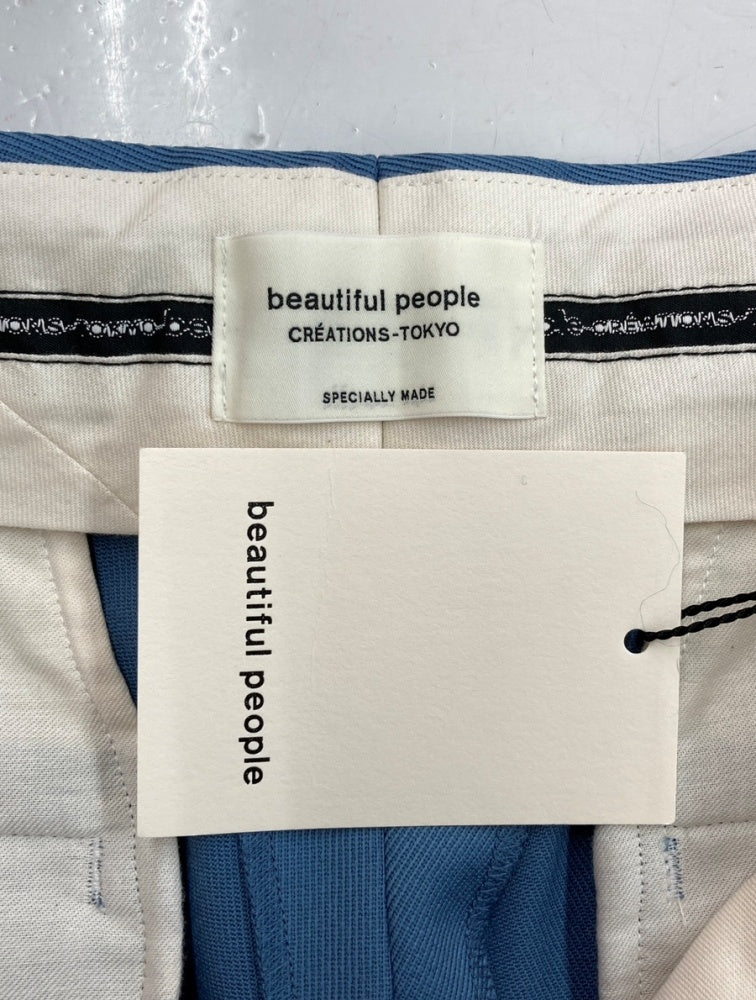 beautiful people
CRÉATIONS-TOKYO
SPECIALLY MADE
beautiful people